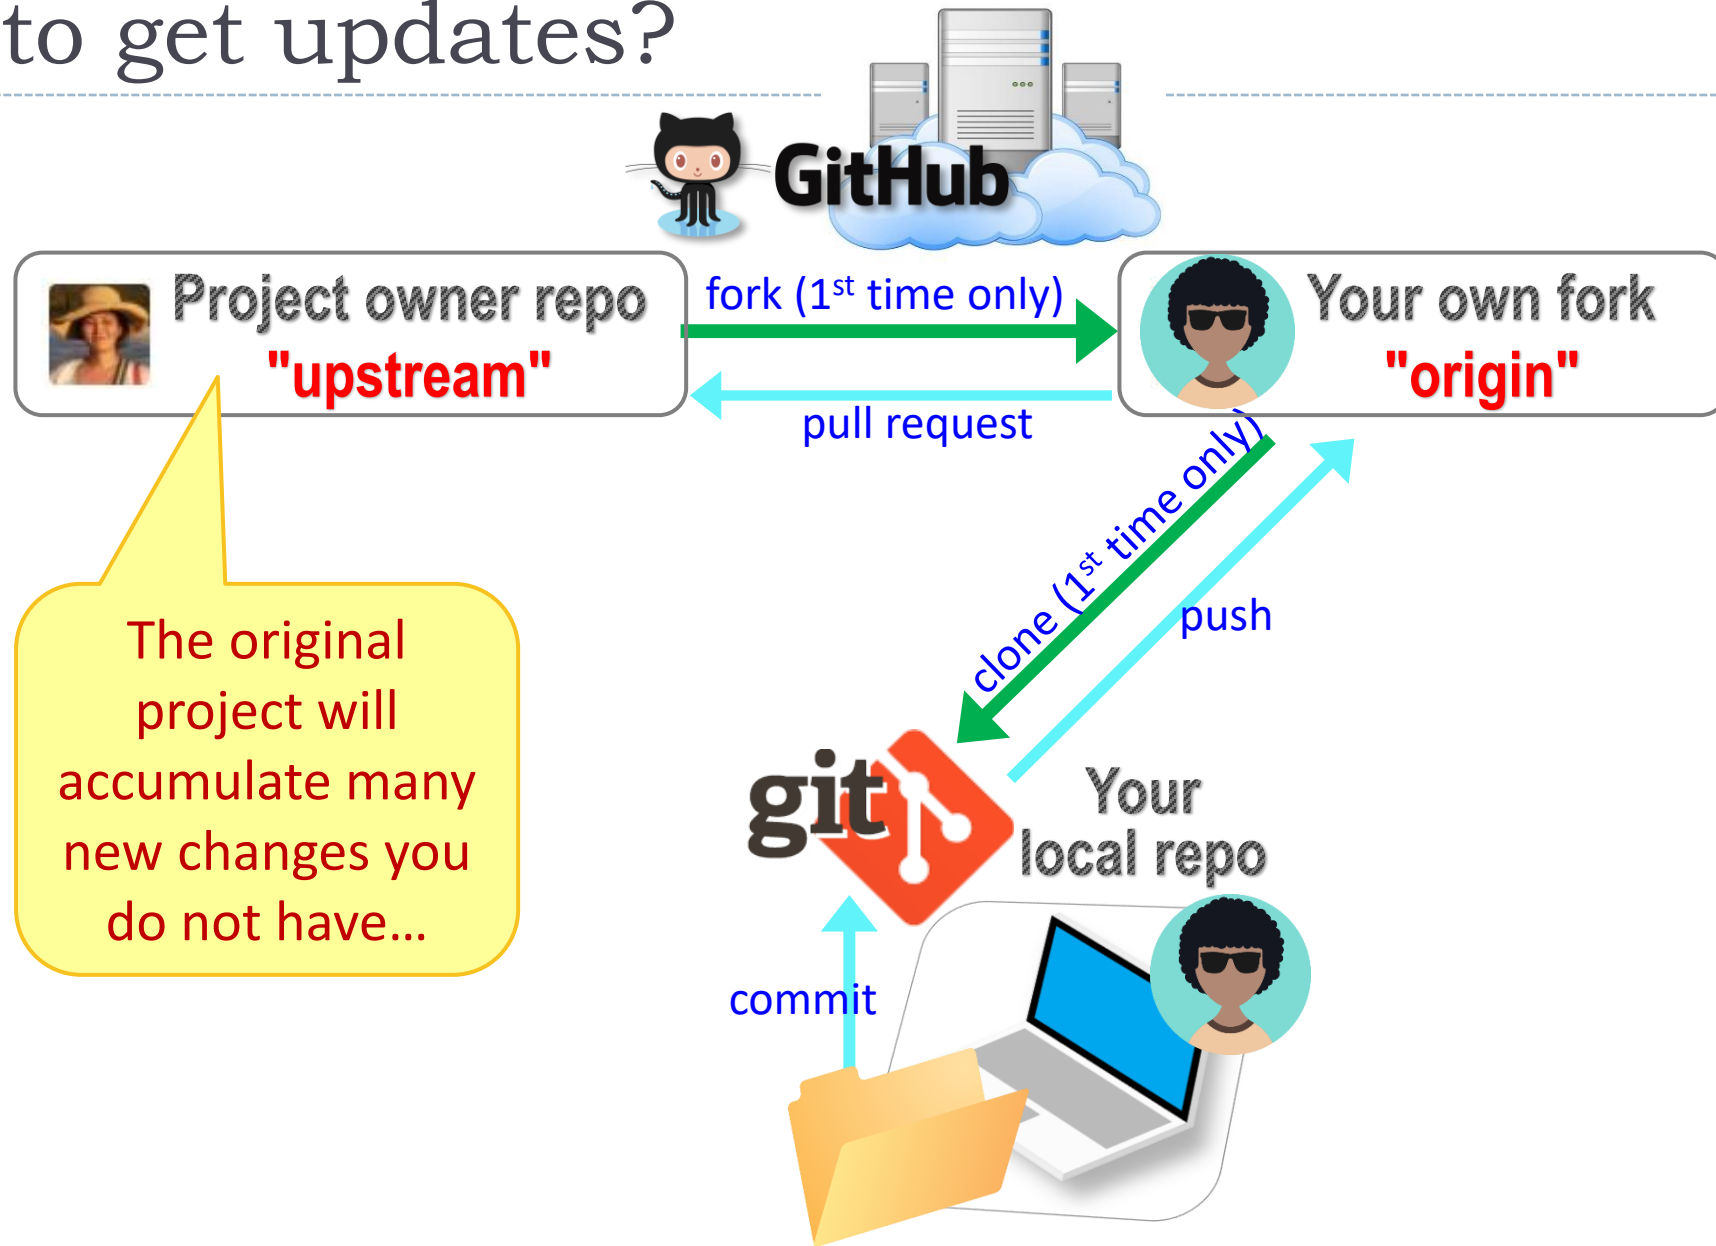 to get updates?
GitHub
Project owner repo
"upstream"
fork (1st time only)
Your own fork
"origin"
pull request
clone (1st time only)
push
The original
project will
accumulate many
new changes you
do not have...
git
Your
local repo
commit